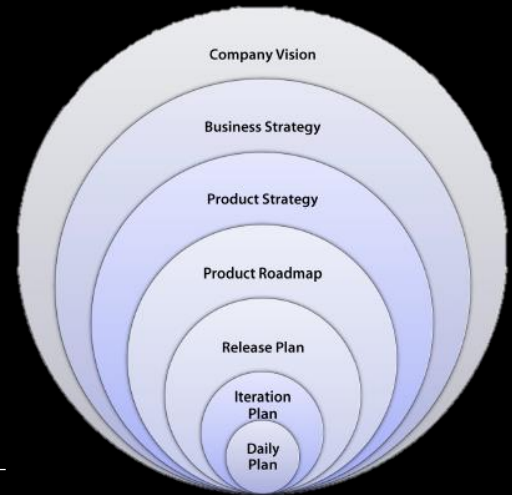 Company Vision
Business Strategy
Product Strategy
Product Roadmap
Release Plan
Iteration
Plan
Daily
Plan